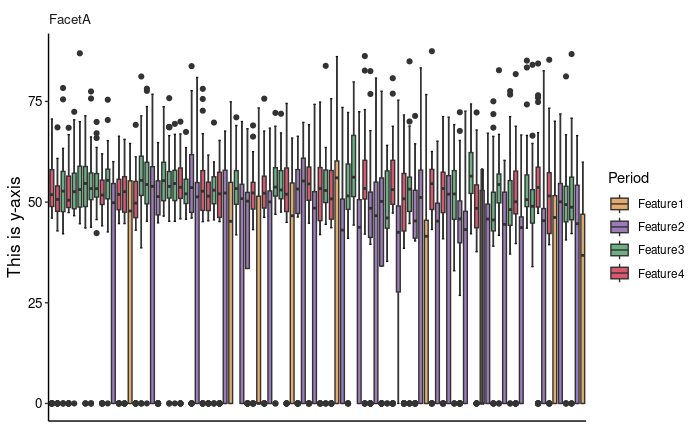 FacetA
This is y-axis
75
50
25
0
Period
Feature1
Feature2
Feature3
Feature4